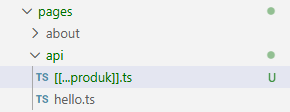 pages
about
api
TS [[...produk]].ts U
TS hello.ts